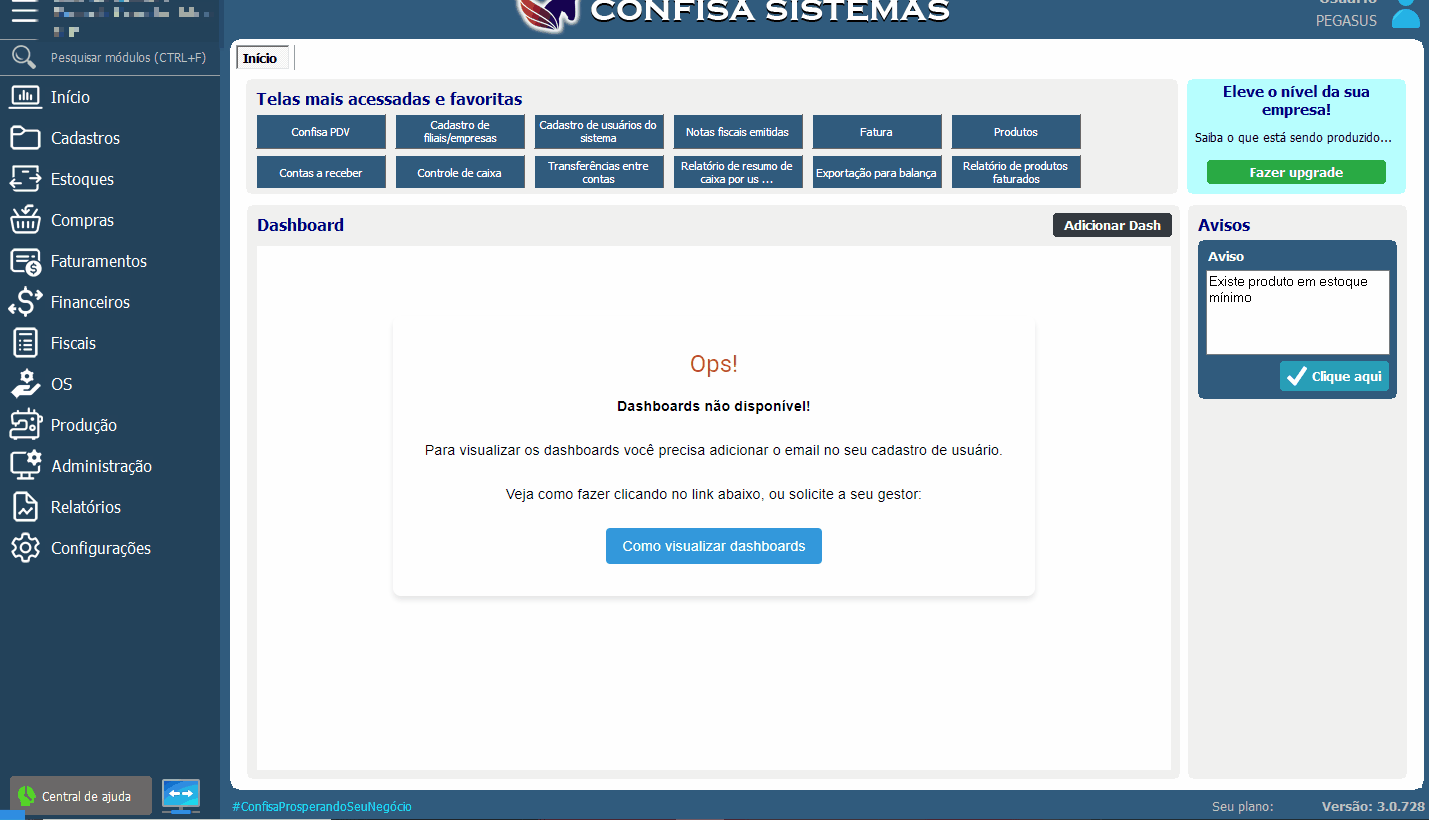 CONFISA SISTEMAS
Usuário
PEGASUS
Pesquisar módulos (CTRL+F)
Início
Cadastros
Estoques
Compras
Faturamentos
Financeiros
Fiscais
OS
Produção
Administração
Relatórios
Configurações
Central de ajuda
Início
Telas mais acessadas e favoritas
Confisa PDV
Cadastro de
filiais/empresas
Cadastro de usuários do
sistema
Notas fiscais emitidas
Fatura
Produtos
Contas a receber
Controle de caixa
Transferências entre
contas
Relatório de resumo de
caixa por us ...
Exportação para balança
Relatório de produtos
faturados
Eleve o nível da sua
empresa!
Saiba o que está sendo produzido...
Fazer upgrade
Dashboard
Adicionar Dash
Ops!
Dashboards não disponível!
Para visualizar os dashboards você precisa adicionar o email no seu cadastro de usuário.
Veja como fazer clicando no link abaixo, ou solicite a seu gestor:
Como visualizar dashboards
Avisos
Aviso
Existe produto em estoque
mínimo
Clique aqui
#ConfisaProsperandoSeuNegócio
Seu plano:
Versão: 3.0.728